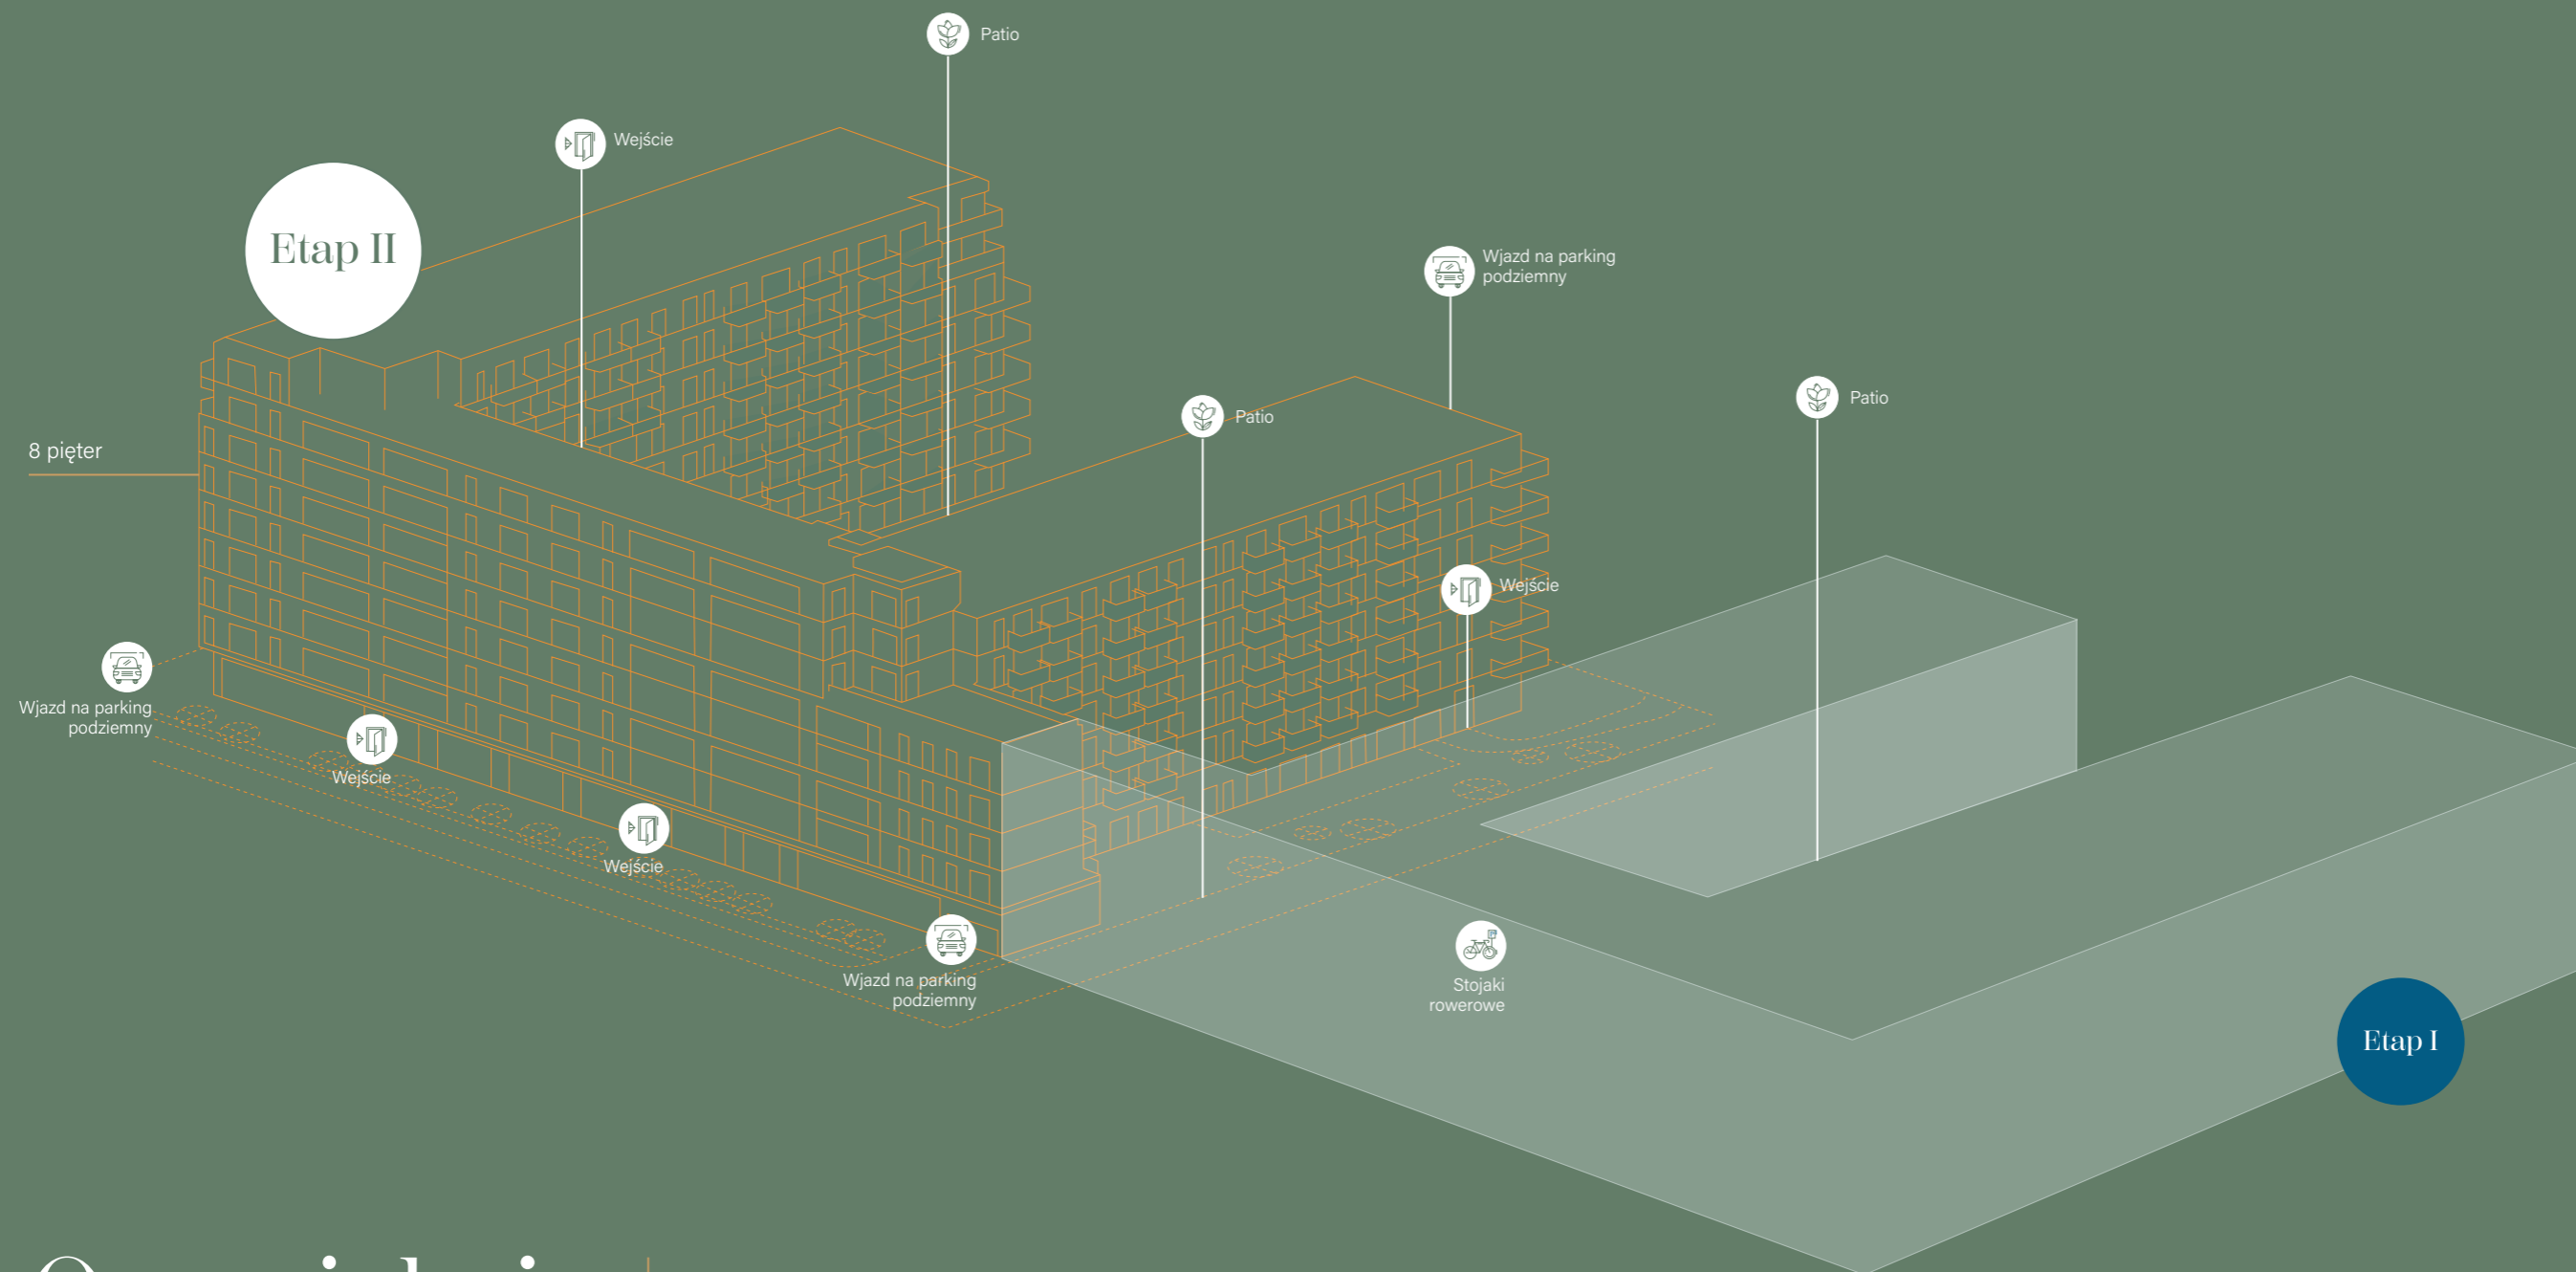 Patio
Wejście
Etap II
Wjazd na parking
podziemny
Patio
Patio
8 pięter
Wejście
Wjazd na parking
podziemny
Wejście
Wejście
Wjazd na parking
podziemny
Stojaki
rowerowe
Etap I